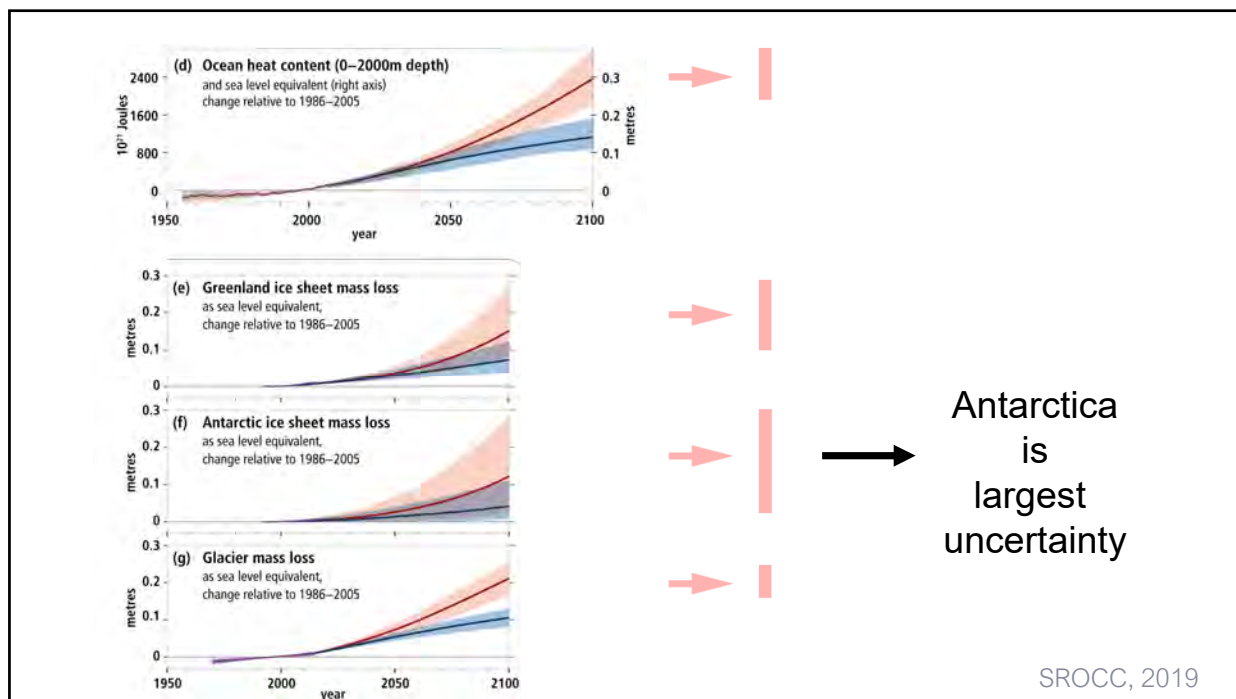 (d) Ocean heat content (0–2000m depth)
and sea level equivalent (right axis)
change relative to 1986–2005
10²¹ Joules
2400
1600
800
0
0.3
0.2
0.1
0
metres
1950
2000
2050
2100
year
(e) Greenland ice sheet mass loss
as sea level equivalent,
change relative to 1986–2005
metres
0.3
0.2
0.1
0
(f) Antarctic ice sheet mass loss
as sea level equivalent,
change relative to 1986–2005
metres
0.3
0.2
0.1
0
(g) Glacier mass loss
as sea level equivalent,
change relative to 1986–2005
metres
0.3
0.2
0.1
0
1950
2000
2050
2100
year
Antarctica
is
largest
uncertainty
SROCC, 2019